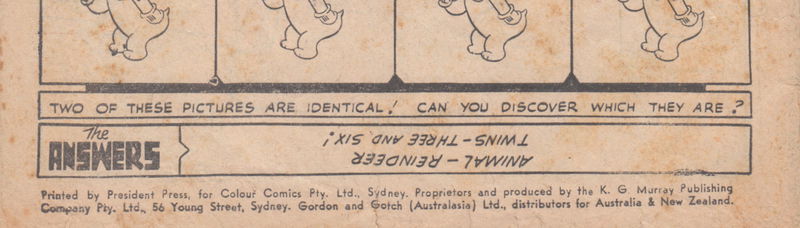 TWO OF THESE PICTURES ARE IDENTICAL! CAN YOU DISCOVER WHICH THEY ARE?
The
ANSWERS
ANIMAL - REINDEER
TWINS - THREE AND SIX!
Printed by President Press, for Colour Comics Pty. Ltd., Sydney. Proprietors and produced by the K. G. Murray Publishing
Company Pty. Ltd., 56 Young Street, Sydney. Gordon and Gotch (Australasia) Ltd., distributors for Australia & New Zealand.